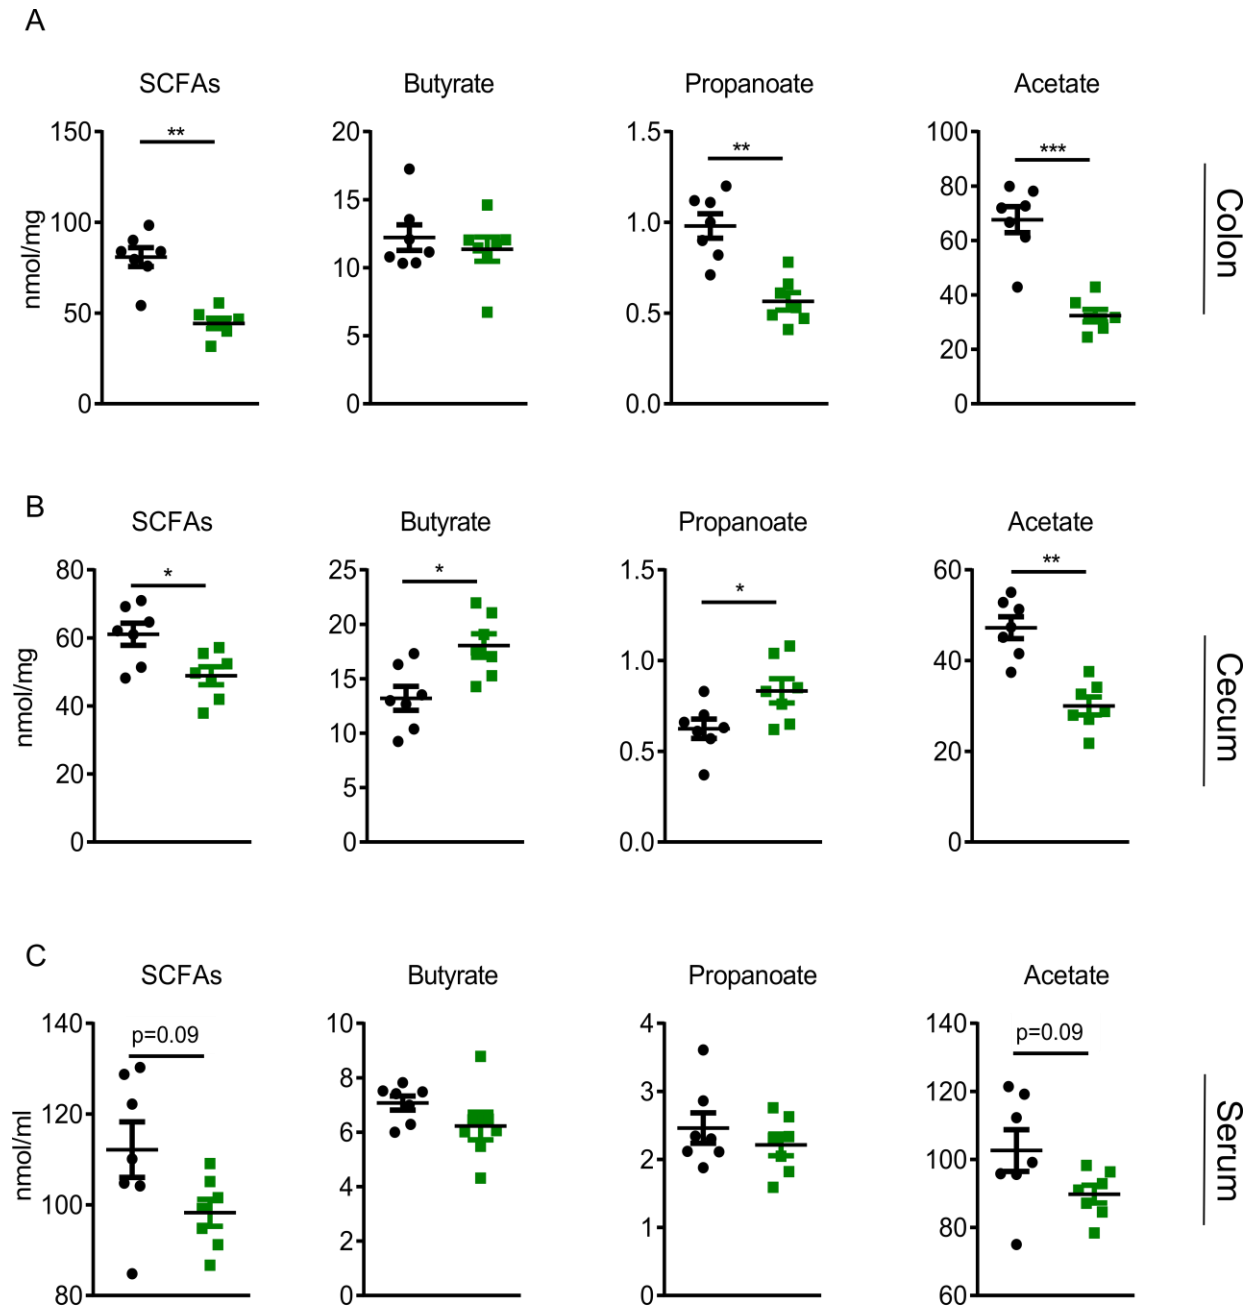 A
SCFAs
Butyrate
Propanoate
Acetate
150
100
50
0
nmol/mg
**
20
15
10
5
0
1.5
1.0
0.5
0.0
**
100
80
60
40
20
0
***
Colon
B
SCFAs
Butyrate
Propanoate
Acetate
80
60
40
20
0
nmol/mg
*
25
20
15
10
5
0
*
1.5
1.0
0.5
0.0
*
60
40
20
0
**
Cecum
C
SCFAs
Butyrate
Propanoate
Acetate
140
120
100
80
nmol/ml
p=0.09
10
8
6
4
2
0
4
3
2
1
0
140
120
100
80
60
p=0.09
Serum